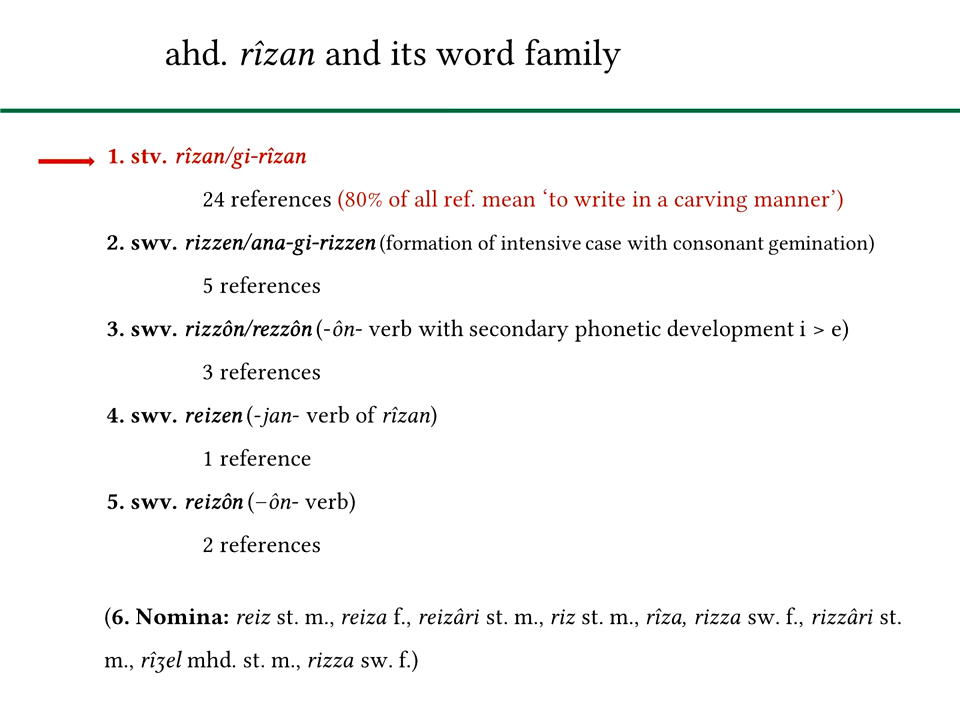 ahd. rîzan and its word family
1. stv. rîzan/gi-rîzan
24 references (80% of all ref. mean ‘to write in a carving manner’)
2. swv. rizzen/ana-gi-rizzen (formation of intensive case with consonant gemination)
5 references
3. swv. rizzôn/rezzôn (-ôn- verb with secondary phonetic development i > e)
3 references
4. swv. reizen (-jan- verb of rîzan)
1 reference
5. swv. reizôn (–ôn- verb)
2 references
(6. Nomina: reiz st. m., reiza f., reizâri st. m., riz st. m., rîza, rizza sw. f., rizzâri st.
m., rîʒel mhd. st. m., rizza sw. f.)